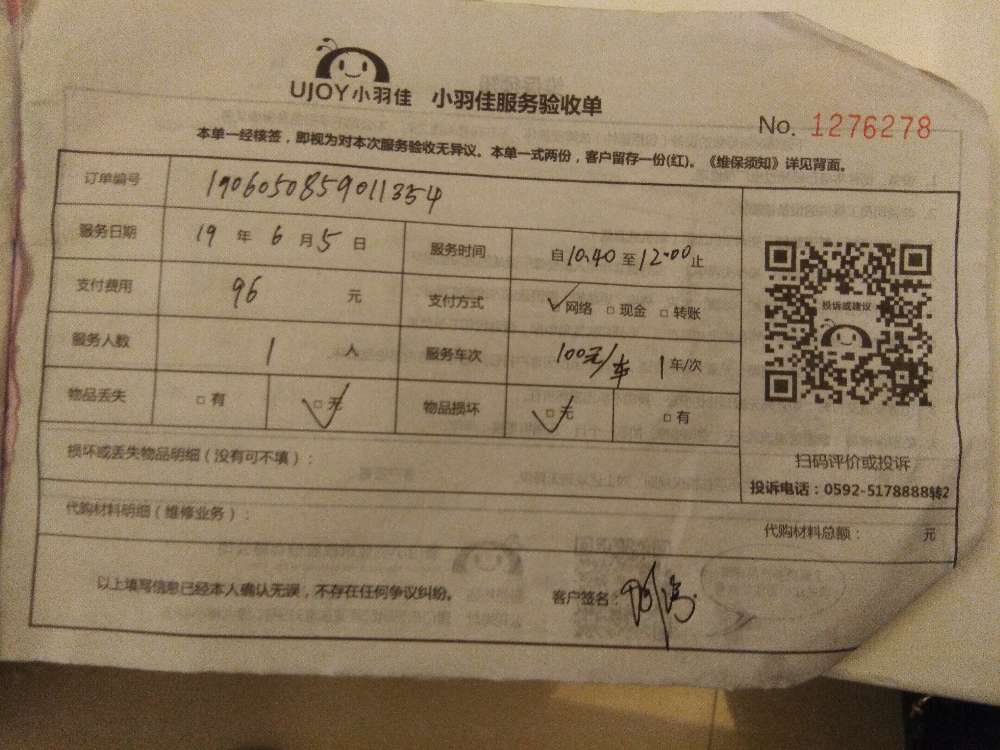 UJOY小羽佳 小羽佳服务验收单
No. 1276278
本单一经核签，即视为对本次服务验收无异议。本单一式两份，客户留存一份(红)。《维保须知》详见背面。
订单编号 1906050859011354
服务日期 19 年 6 月 5 日 服务时间 自10.40 至12.00止
支付费用 96 元 支付方式 ✓网络 □ 现金 □ 转账
投诉或建议
服务人数 1 人 服务车次 100元/车 1 车/次
物品丢失 □ 有 □ 无 物品损坏 □ 无 □ 有
损坏或丢失物品明细（没有可不填）：
扫码评价或投诉
投诉电话：0592-5178888转2
代购材料明细（维修业务）： 代购材料总额： 元
以上填写信息已经本人确认无误，不存在任何争议纠纷。 客户签名：